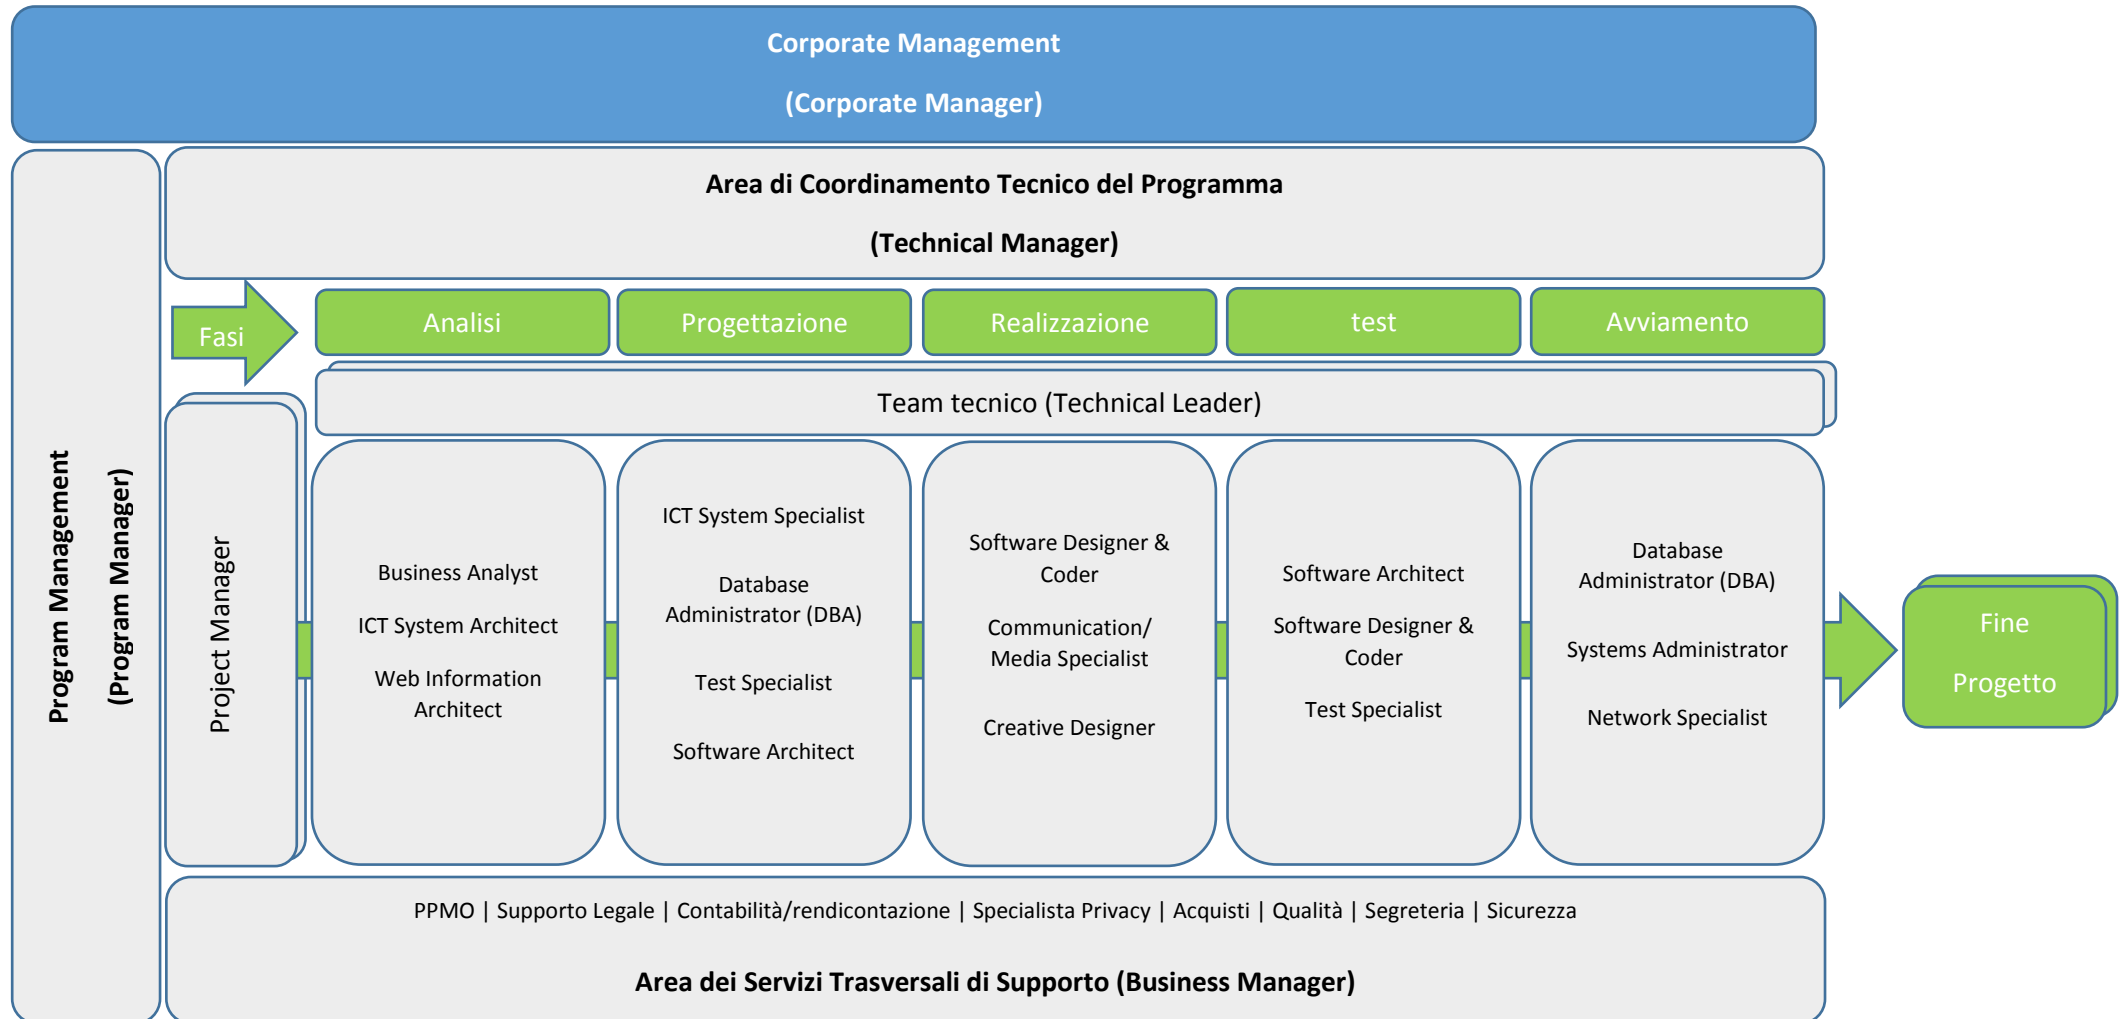 Corporate Management
(Corporate Manager)
Area di Coordinamento Tecnico del Programma
(Technical Manager)
Program Management
(Program Manager)
Fasi
Analisi
Progettazione
Realizzazione
test
Avviamento
Team tecnico (Technical Leader)
Project Manager
Business Analyst
ICT System Architect
Web Information
Architect
ICT System Specialist
Database
Administrator (DBA)
Test Specialist
Software Architect
Software Designer &
Coder
Communication/
Media Specialist
Creative Designer
Software Architect
Software Designer &
Coder
Test Specialist
Database
Administrator (DBA)
Systems Administrator
Network Specialist
Fine
Progetto
PPMO | Supporto Legale | Contabilità/rendicontazione | Specialista Privacy | Acquisti | Qualità | Segreteria | Sicurezza
Area dei Servizi Trasversali di Supporto (Business Manager)